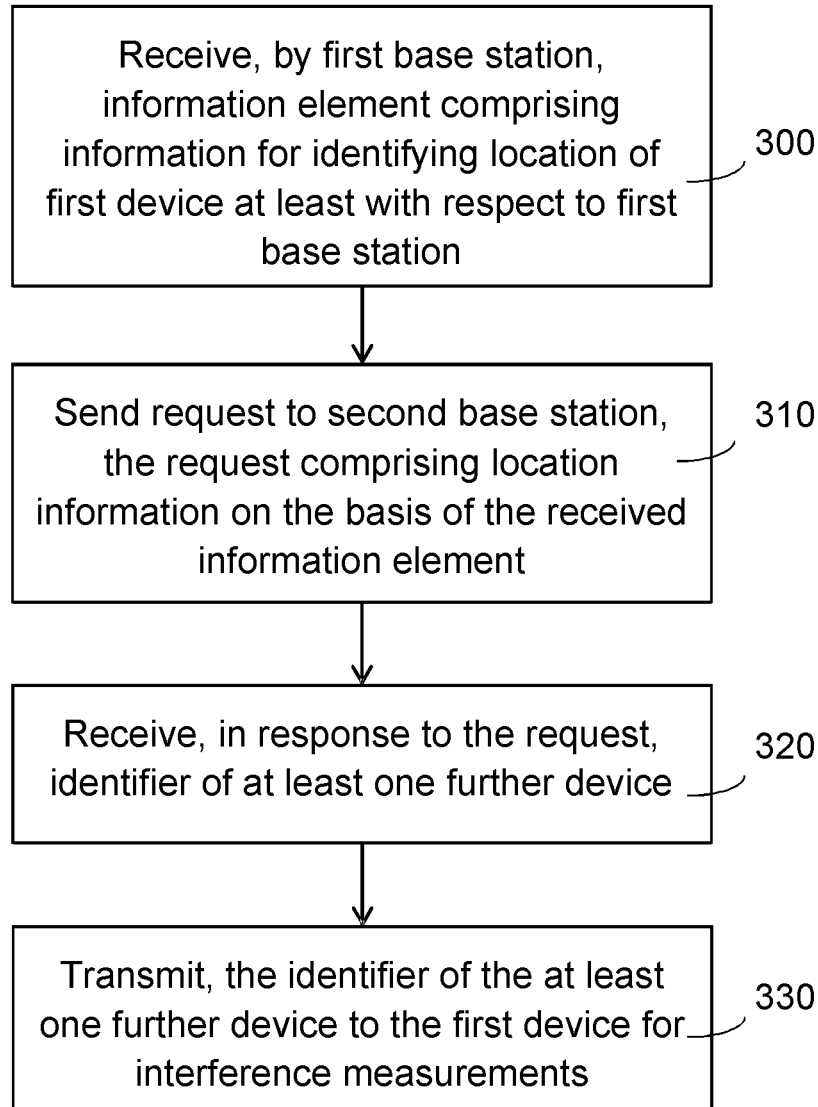 Receive, by first base station,
information element comprising
information for identifying location of
first device at least with respect to first
base station
300
Send request to second base station,
the request comprising location
information on the basis of the received
information element
310
Receive, in response to the request,
identifier of at least one further device
320
Transmit, the identifier of the at least
one further device to the first device for
interference measurements
330